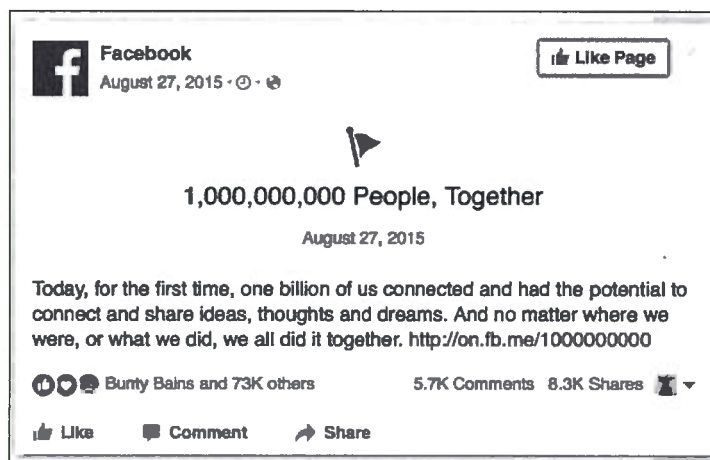 Facebook
August 27, 2015
Like Page
1,000,000,000 People, Together
August 27, 2015
Today, for the first time, one billion of us connected and had the potential to
connect and share ideas, thoughts and dreams. And no matter where we
were, or what we did, we all did it together. http://on.fb.me/1000000000
Bunty Bains and 73K others 5.7K Comments 8.3K Shares
Like Comment Share